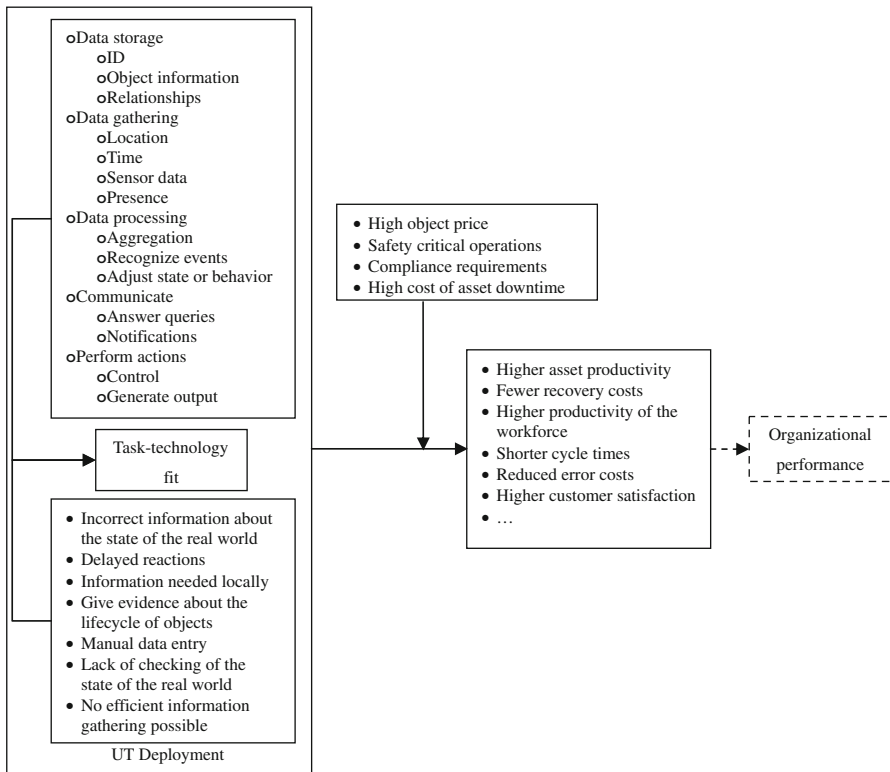 oData storage
oID
oObject information
oRelationships
oData gathering
oLocation
oTime
oSensor data
oPresence
oData processing
oAggregation
oRecognize events
oAdjust state or behavior
oCommunicate
oAnswer queries
oNotifications
oPerform actions
oControl
oGenerate output
Task-technology
fit
• Incorrect information about
the state of the real world
• Delayed reactions
• Information needed locally
• Give evidence about the
lifecycle of objects
• Manual data entry
• Lack of checking of the
state of the real world
• No efficient information
gathering possible
UT Deployment
• High object price
• Safety critical operations
• Compliance requirements
• High cost of asset downtime
• Higher asset productivity
• Fewer recovery costs
• Higher productivity of the
workforce
• Shorter cycle times
• Reduced error costs
• Higher customer satisfaction
• …
Organizational
performance